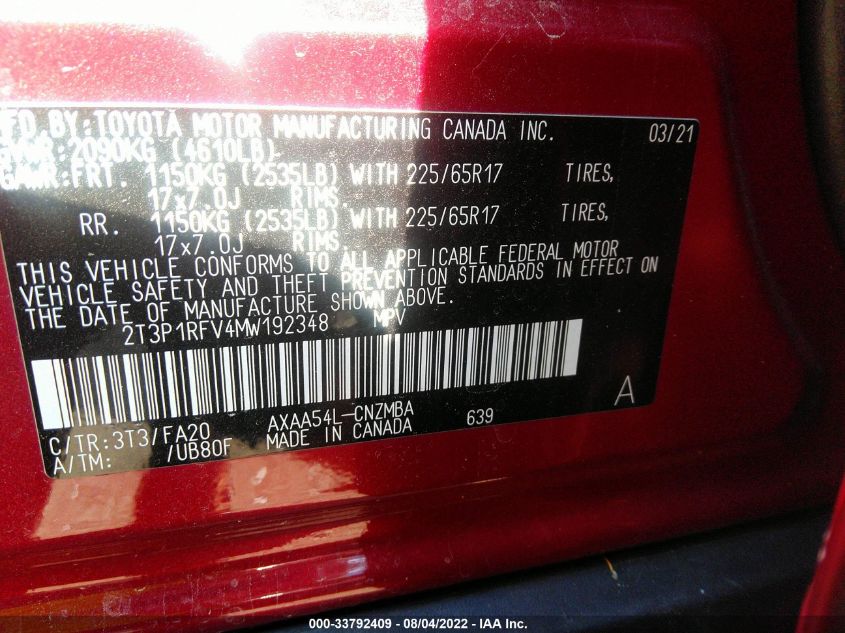 MFD.BY:TOYOTA MOTOR MANUFACTURING CANADA INC. 03/21
GVWR:2090KG (4610LB)
GAWR:FRT. 1150KG (2535LB) WITH 225/65R17 TIRES,
17x7.0J RIMS.
RR. 1150KG (2535LB) WITH 225/65R17 TIRES,
17x7.0J RIMS.
THIS VEHICLE CONFORMS TO ALL APPLICABLE FEDERAL MOTOR
VEHICLE SAFETY AND THEFT PREVENTION STANDARDS IN EFFECT ON
THE DATE OF MANUFACTURE SHOWN ABOVE.
2T3P1RFV4MW192348 MPV
C/TR:3T3/FA20 AXAA54L-CNZMBA 639 A
A/TM: /UB80F MADE IN CANADA
000-33792409 - 08/04/2022 - IAA Inc.